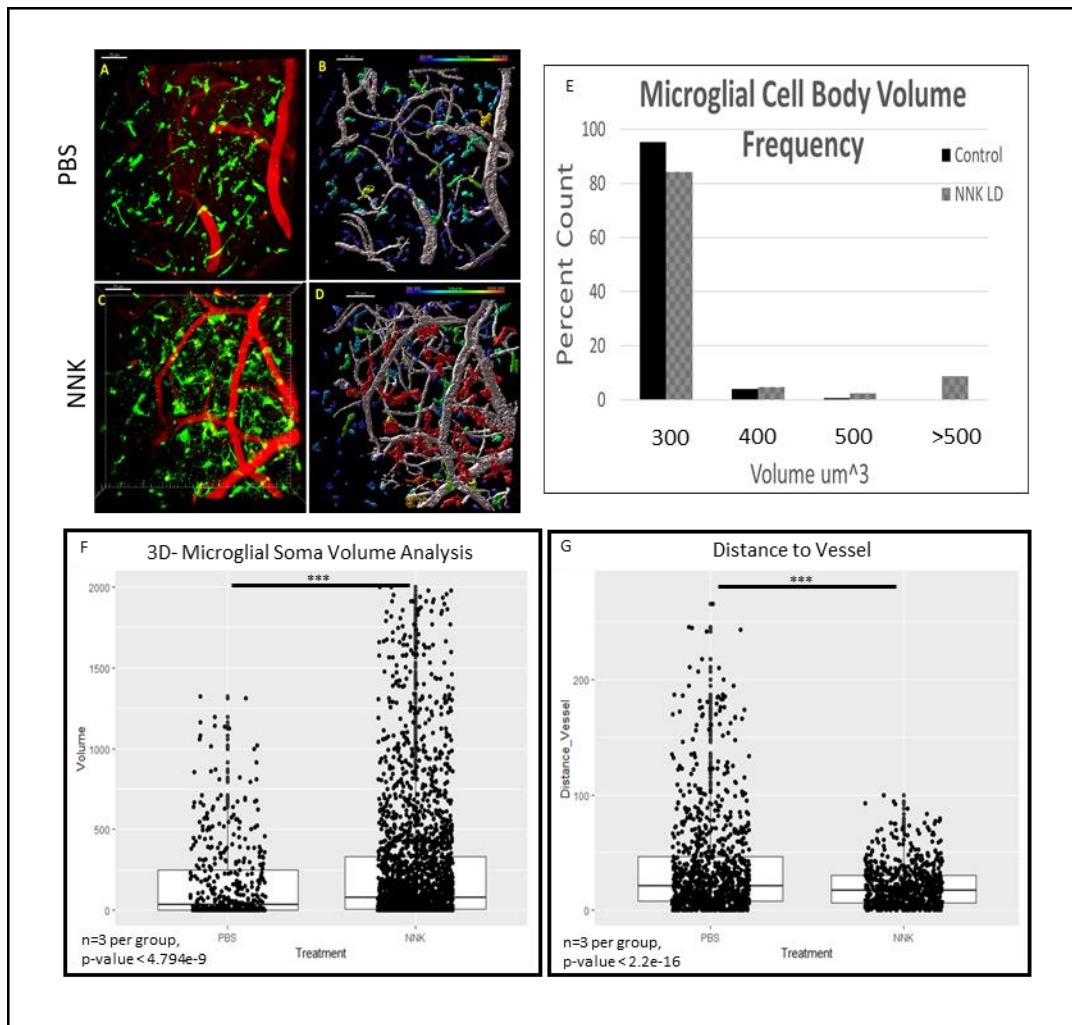 PBS
NNK
A
B
C
D
Volume
Volume
E
Microglial Cell Body Volume
Frequency
Control
NNK LD
Percent Count
100
80
60
40
20
0
300 400 500 >500
Volume um^3
F
3D- Microglial Soma Volume Analysis
***
Volume
2000
1500
1000
500
0
PBS NNK
Treatment
n=3 per group,
p-value < 4.794e-9
G
Distance to Vessel
***
Distance_Vessel
200
100
0
PBS NNK
Treatment
n=3 per group,
p-value < 2.2e-16